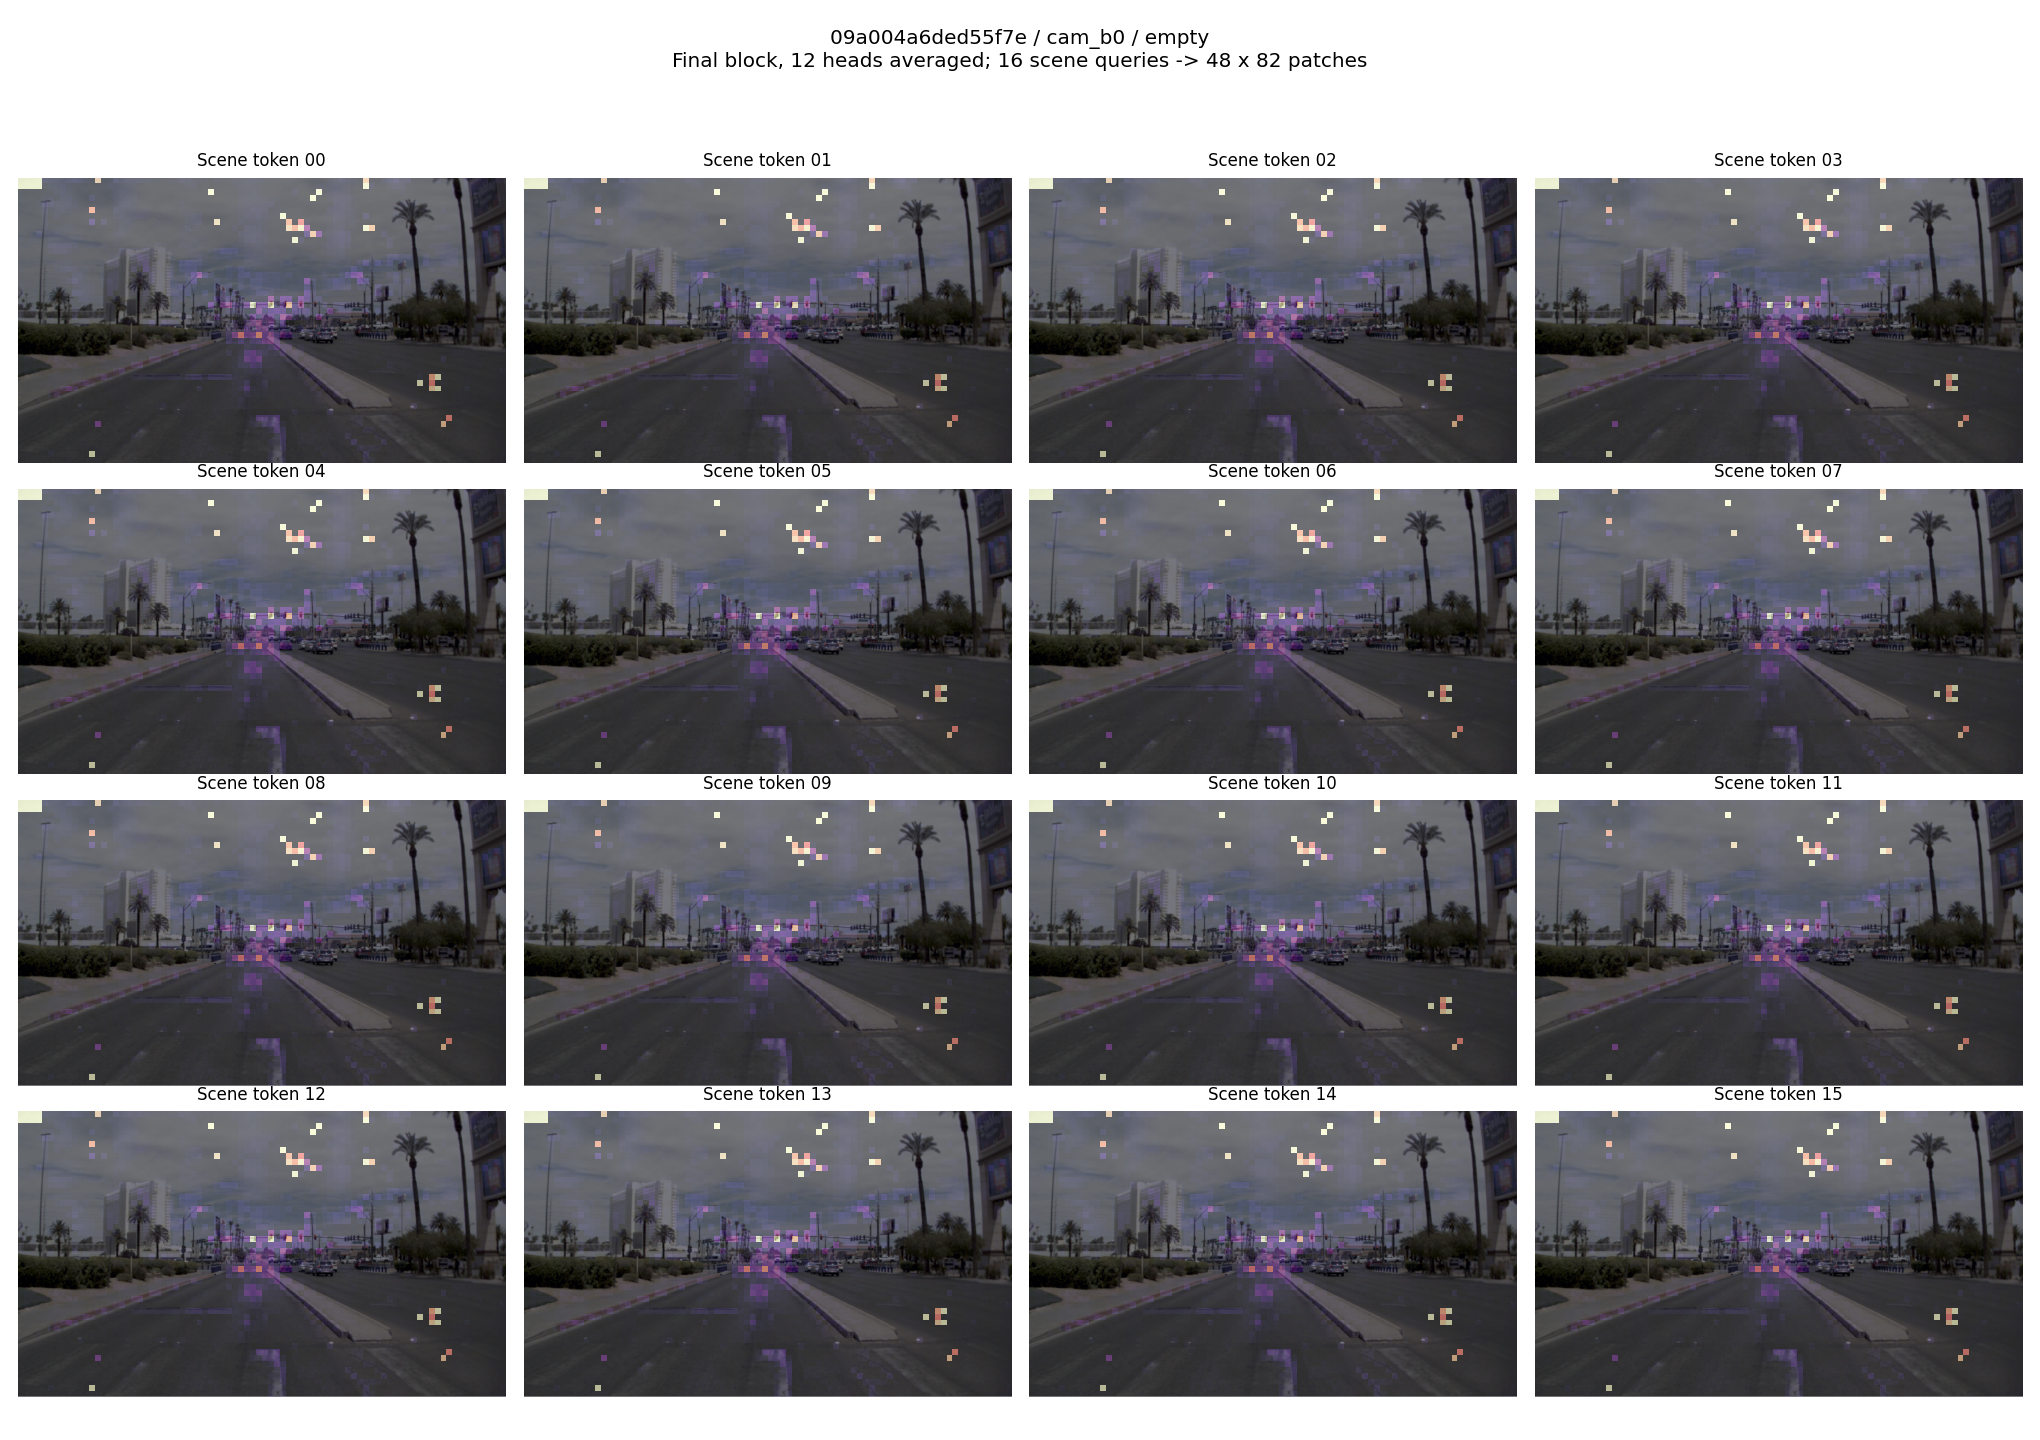 09a004a6ded55f7e / cam_b0 / empty
Final block, 12 heads averaged; 16 scene queries -> 48 x 82 patches
Scene token 00
Scene token 01
Scene token 02
Scene token 03
Scene token 04
Scene token 05
Scene token 06
Scene token 07
Scene token 08
Scene token 09
Scene token 10
Scene token 11
Scene token 12
Scene token 13
Scene token 14
Scene token 15